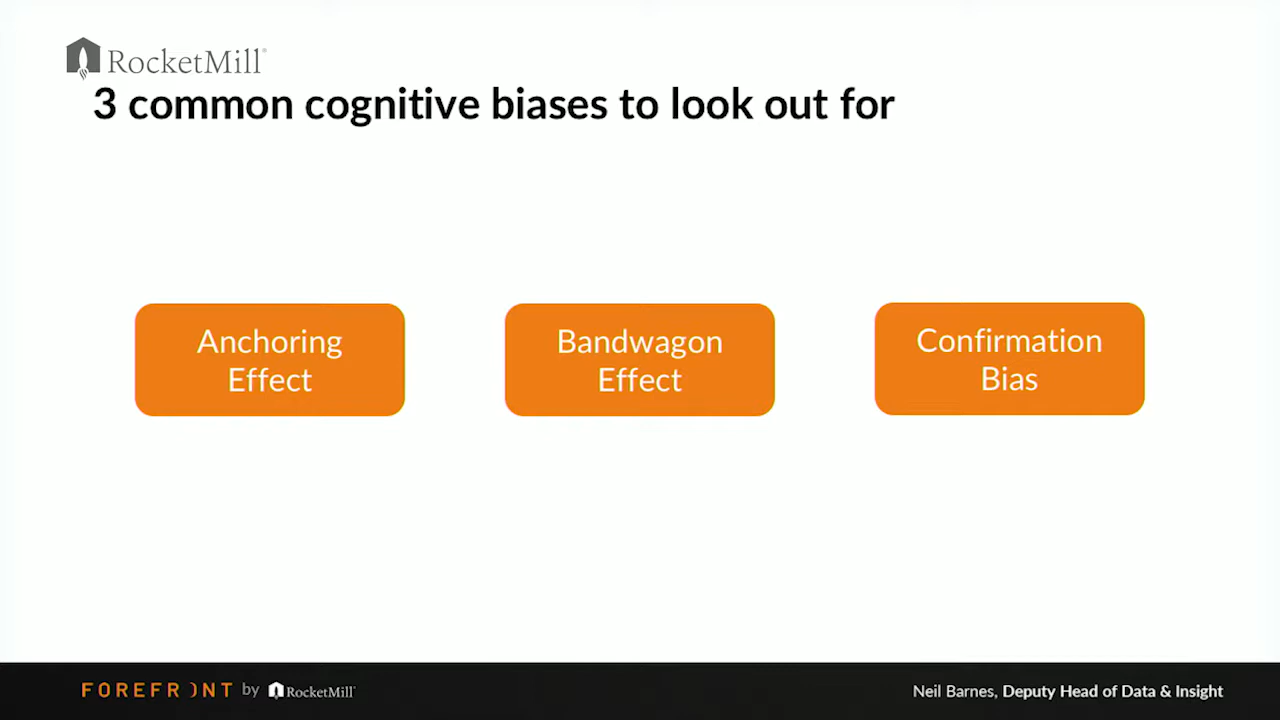 RocketMill
3 common cognitive biases to look out for
Anchoring
Effect
Bandwagon
Effect
Confirmation
Bias
FOREFRONT by RocketMill
Neil Barnes, Deputy Head of Data & Insight